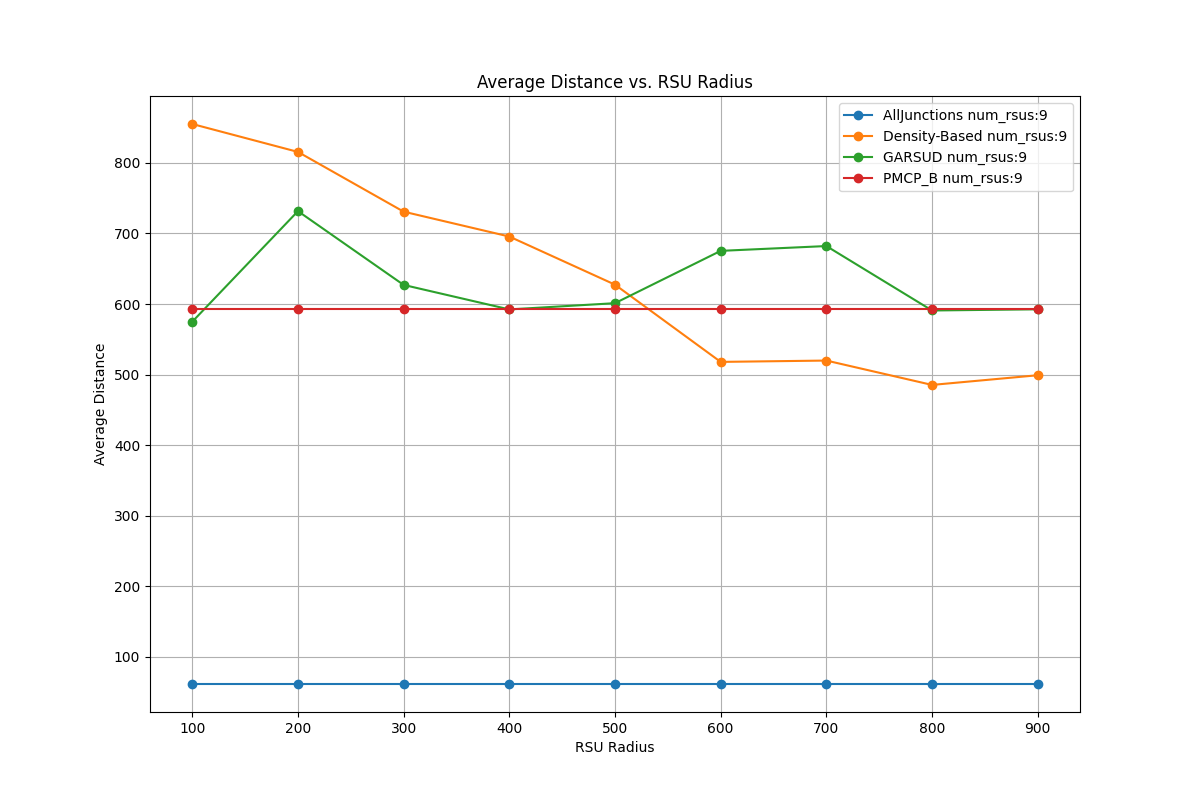 Average Distance vs. RSU Radius
AllJunctions num_rsus:9
Density-Based num_rsus:9
GARSUD num_rsus:9
PMCP_B num_rsus:9
Average Distance
800
700
600
500
400
300
200
100
100 200 300 400 500 600 700 800 900
RSU Radius